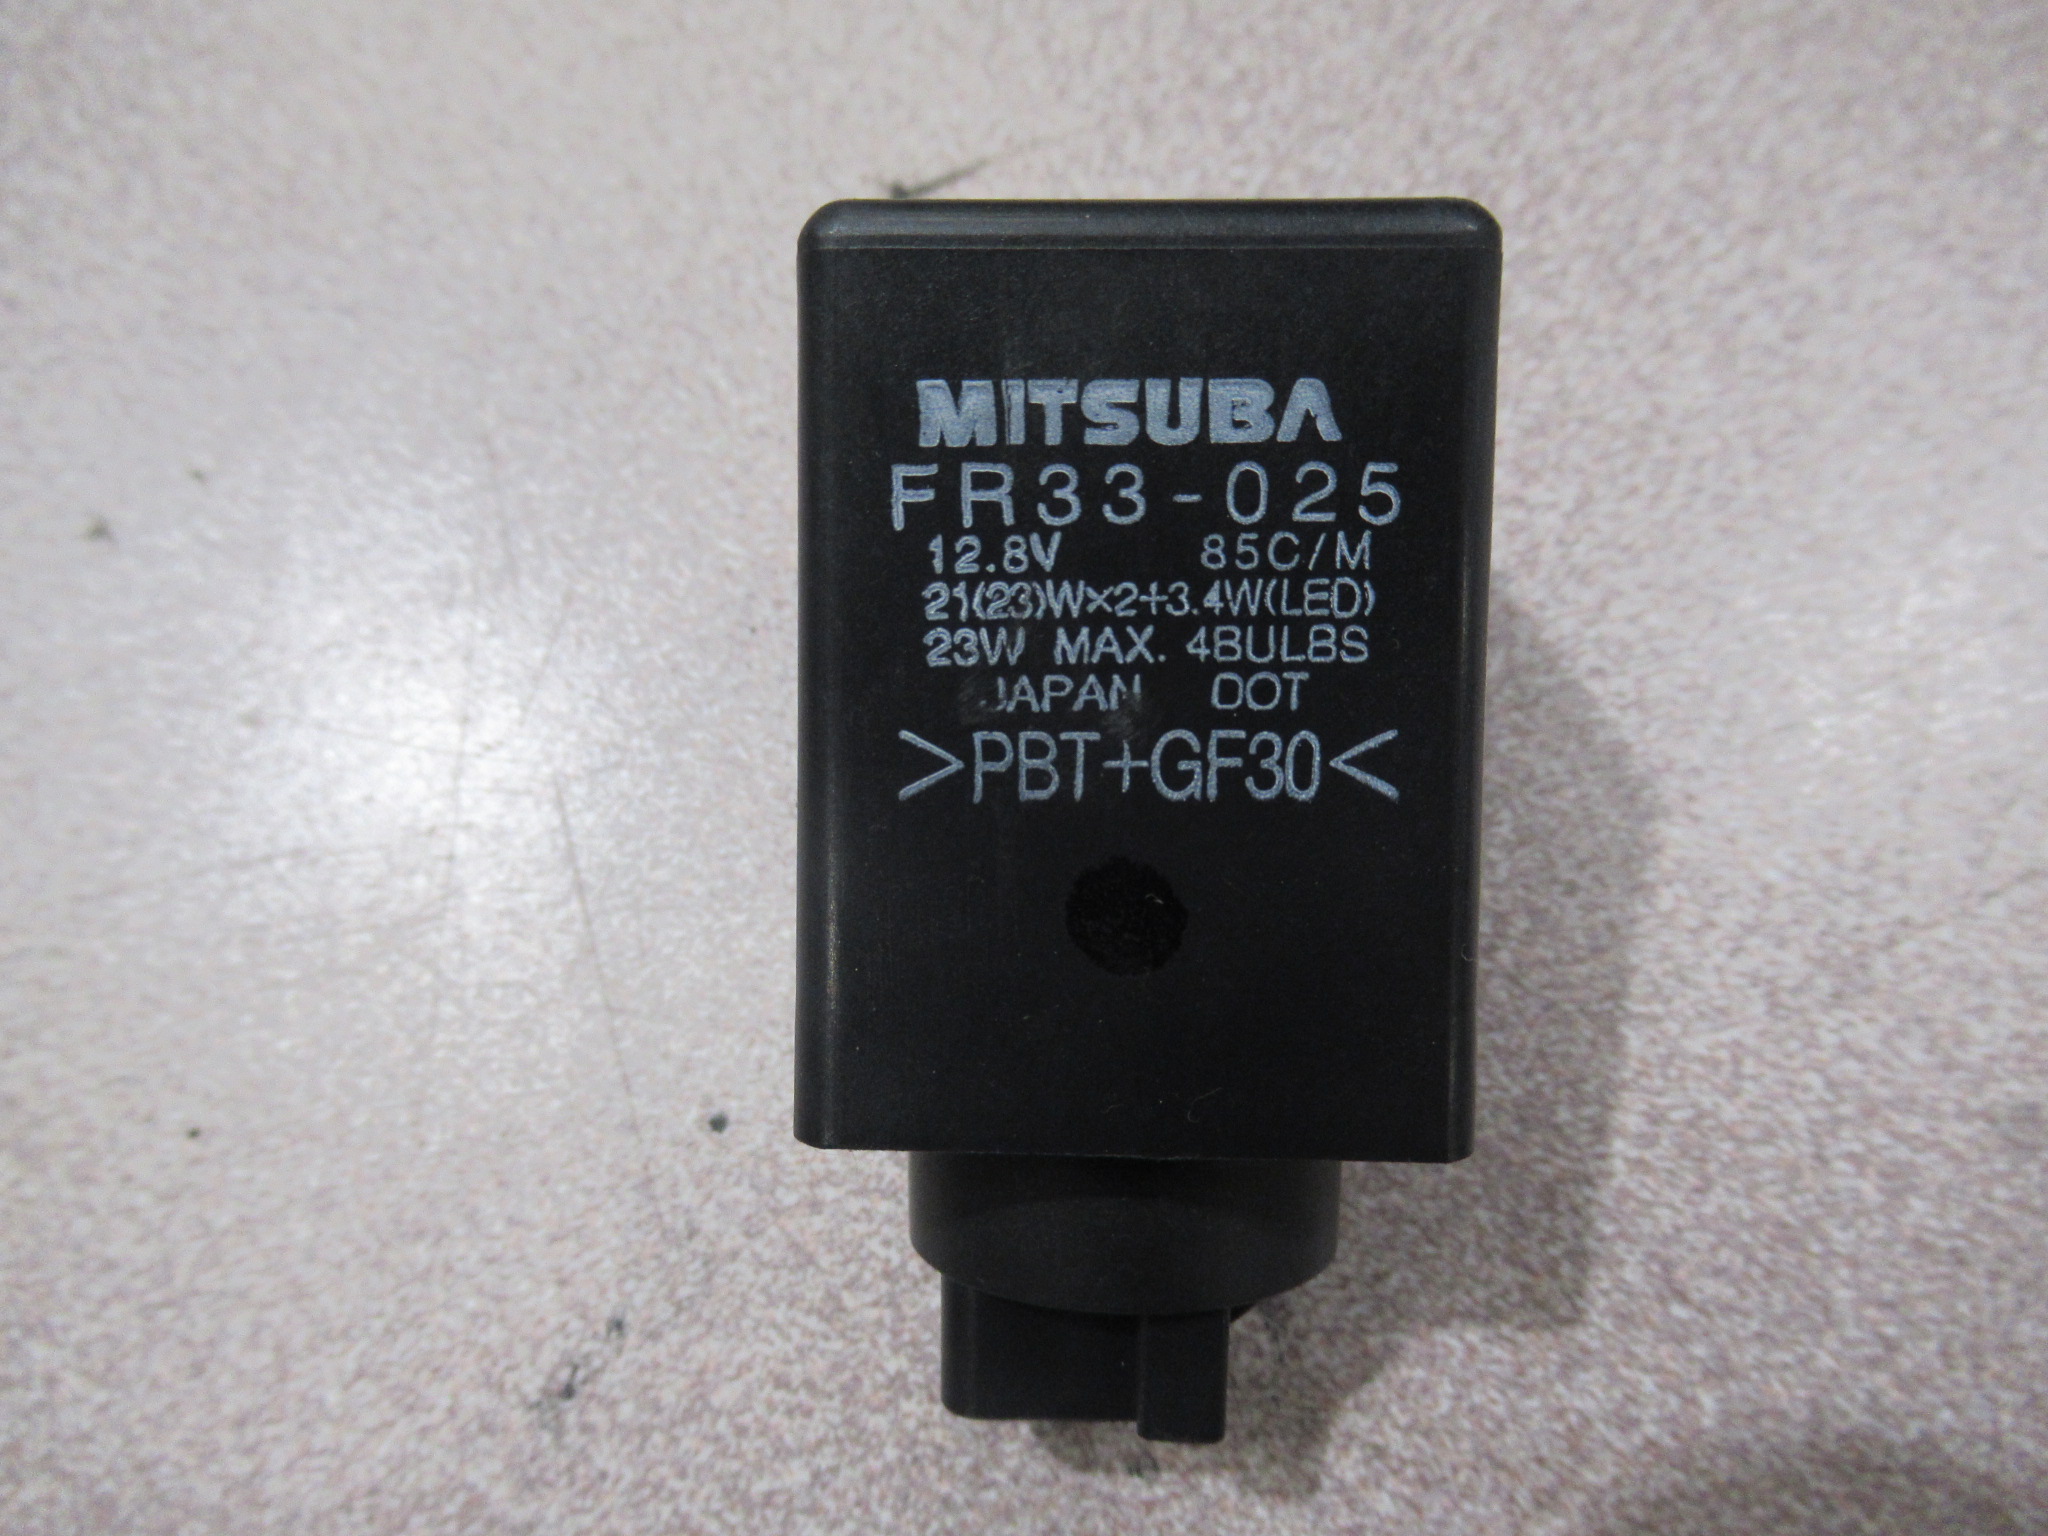 MITSUBA
FR33-025
12.8V 85C/M
21(23)W×2+3.4W(LED)
23W MAX. 4BULBS
JAPAN DOT
>PBT+GF30<